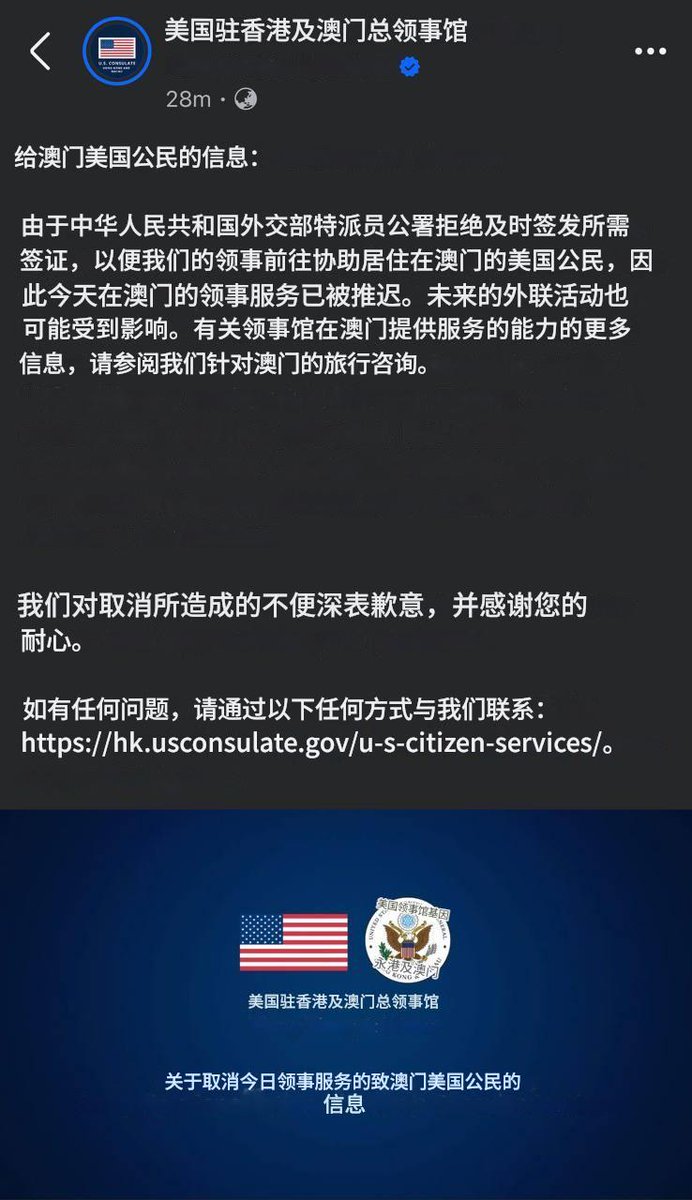 美国驻香港及澳门总领事馆
28m ·
U.S. CONSULATE
给澳门美国公民的信息：
由于中华人民共和国外交部特派员公署拒绝及时签发所需
签证，以便我们的领事前往协助居住在澳门的美国公民，因
此今天在澳门的领事服务已被推迟。未来的外联活动也
可能受到影响。有关领事馆在澳门提供服务的能力的更多
信息，请参阅我们针对澳门的旅行咨询。
我们对取消所造成的不便深表歉意，并感谢您的
耐心。
如有任何问题，请通过以下任何方式与我们联系：
https://hk.usconsulate.gov/u-s-citizen-services/。
美国领事馆基因
永港及澳门
美国驻香港及澳门总领事馆
关于取消今日领事服务的致澳门美国公民的
信息